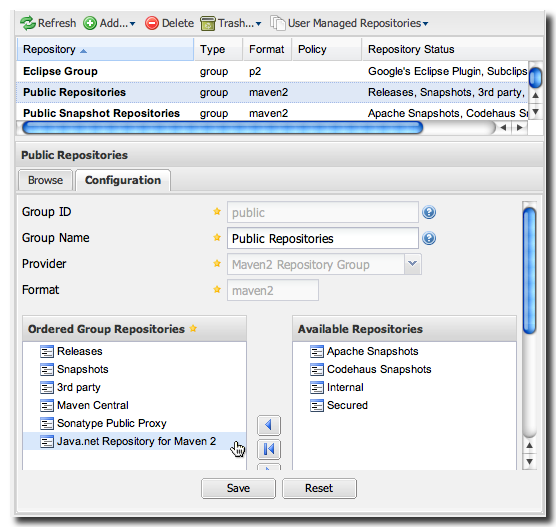 Refresh Add... Delete Trash... User Managed Repositories
Repository Type Format Policy Repository Status
Eclipse Group group p2 Google's Eclipse Plugin, Subclips
Public Repositories group maven2 Releases, Snapshots, 3rd party,
Public Snapshot Repositories group maven2 Apache Snapshots, Codehaus Sn
Public Repositories
Browse Configuration
Group ID public
Group Name Public Repositories
Provider Maven2 Repository Group
Format maven2
Ordered Group Repositories Available Repositories
Releases Apache Snapshots
Snapshots Codehaus Snapshots
3rd party Internal
Maven Central Secured
Sonatype Public Proxy
Java.net Repository for Maven 2
Save Reset